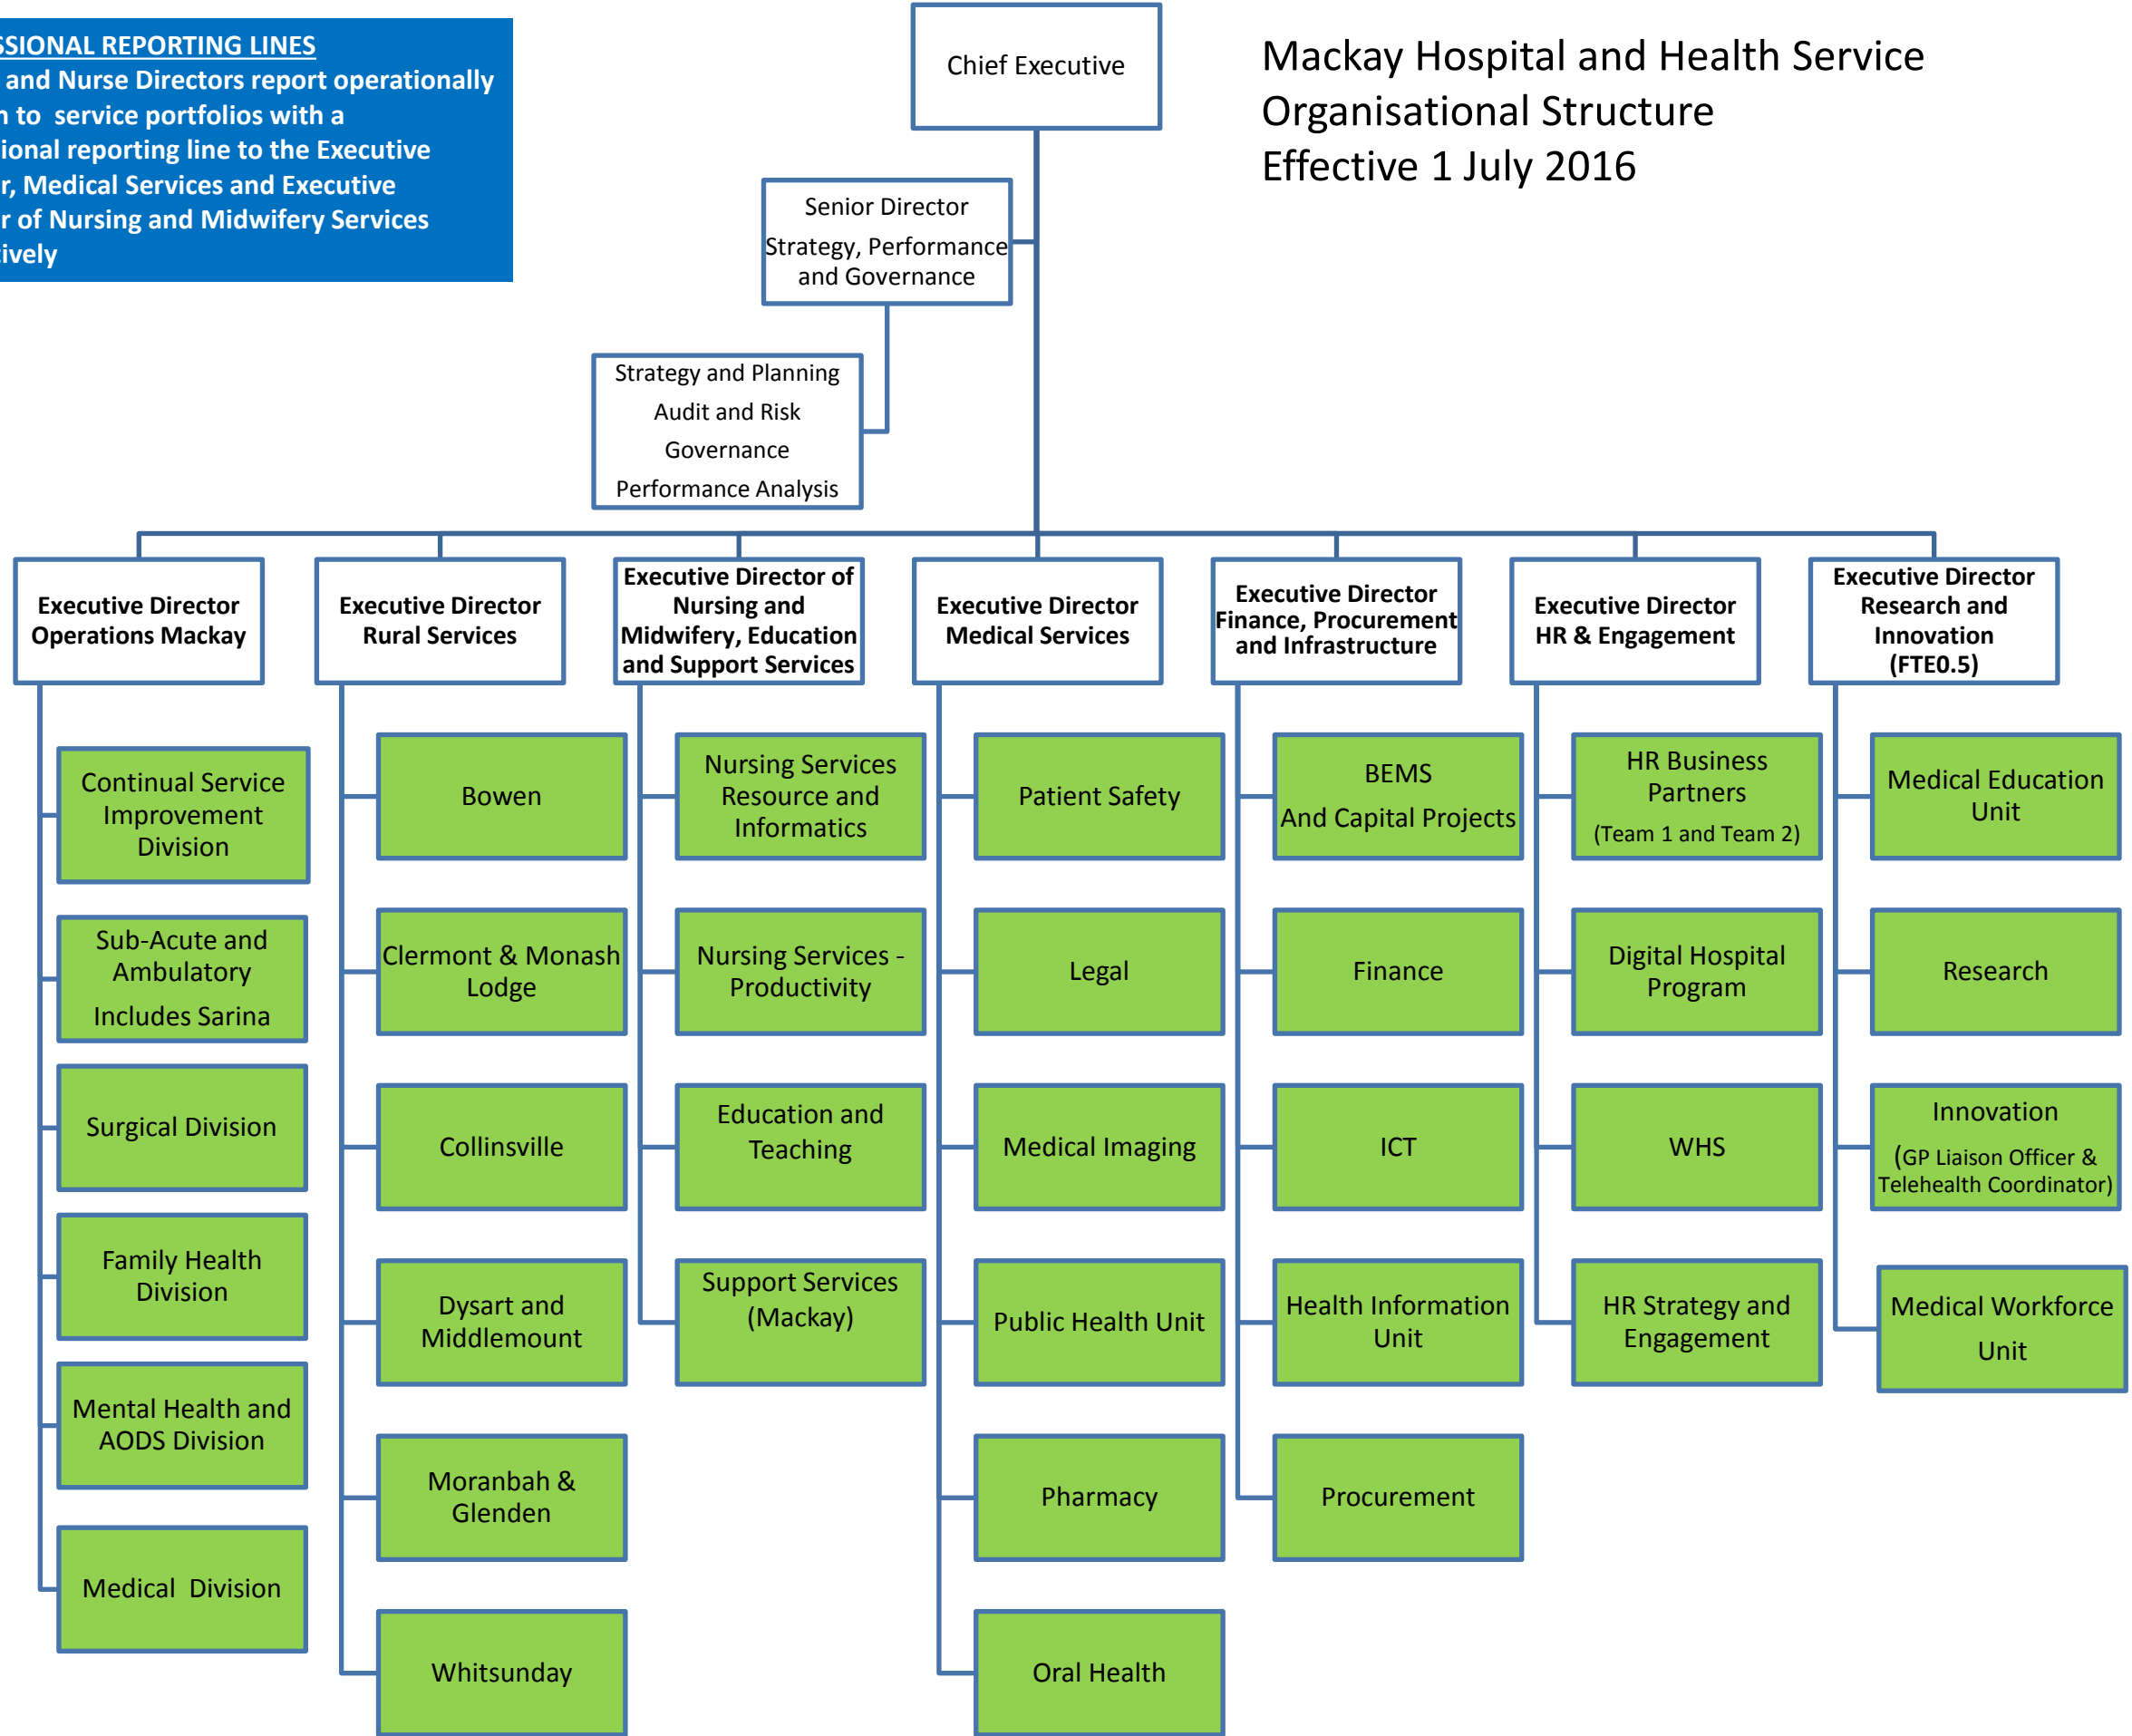 SSIONAL REPORTING LINES
and Nurse Directors report operationally
to service portfolios with a
ional reporting line to the Executive
r, Medical Services and Executive
r of Nursing and Midwifery Services
tively
Chief Executive
Mackay Hospital and Health Service
Organisational Structure
Effective 1 July 2016
Senior Director
Strategy, Performance
and Governance
Strategy and Planning
Audit and Risk
Governance
Performance Analysis
Executive Director
Operations Mackay
Executive Director
Rural Services
Executive Director of
Nursing and
Midwifery, Education
and Support Services
Executive Director
Medical Services
Executive Director
Finance, Procurement
and Infrastructure
Executive Director
HR & Engagement
Executive Director
Research and
Innovation
(FTE0.5)
Continual Service
Improvement
Division
Sub-Acute and
Ambulatory
Includes Sarina
Surgical Division
Family Health
Division
Mental Health and
AODS Division
Medical Division
Bowen
Clermont & Monash
Lodge
Collinsville
Dysart and
Middlemount
Moranbah &
Glenden
Whitsunday
Nursing Services
Resource and
Informatics
Nursing Services -
Productivity
Education and
Teaching
Support Services
(Mackay)
Patient Safety
Legal
Medical Imaging
Public Health Unit
Pharmacy
Oral Health
BEMS
And Capital Projects
Finance
ICT
Health Information
Unit
Procurement
HR Business
Partners
(Team 1 and Team 2)
Digital Hospital
Program
WHS
HR Strategy and
Engagement
Medical Education
Unit
Research
Innovation
(GP Liaison Officer &
Telehealth Coordinator)
Medical Workforce
Unit